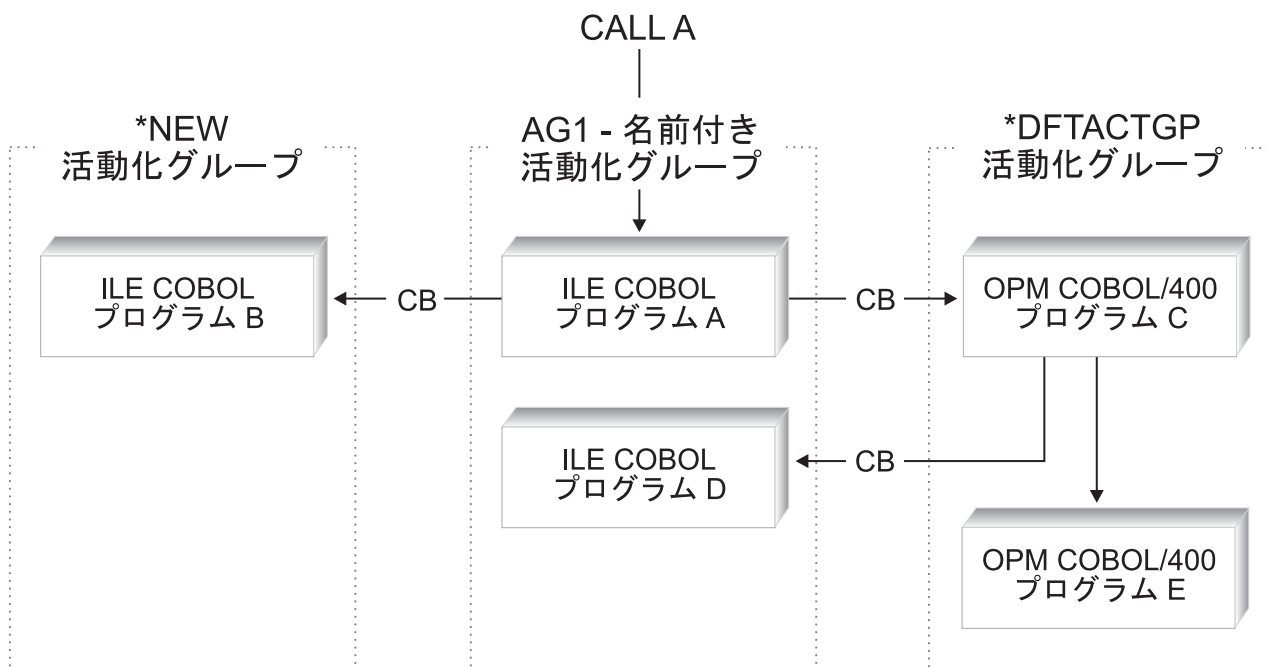 CALL A
*NEW
活動化グループ
AG1 - 名前付き
活動化グループ
*DFTACTGP
活動化グループ
ILE COBOL
プログラム B
CB
ILE COBOL
プログラム A
CB
OPM COBOL/400
プログラム C
ILE COBOL
プログラム D
CB
OPM COBOL/400
プログラム E